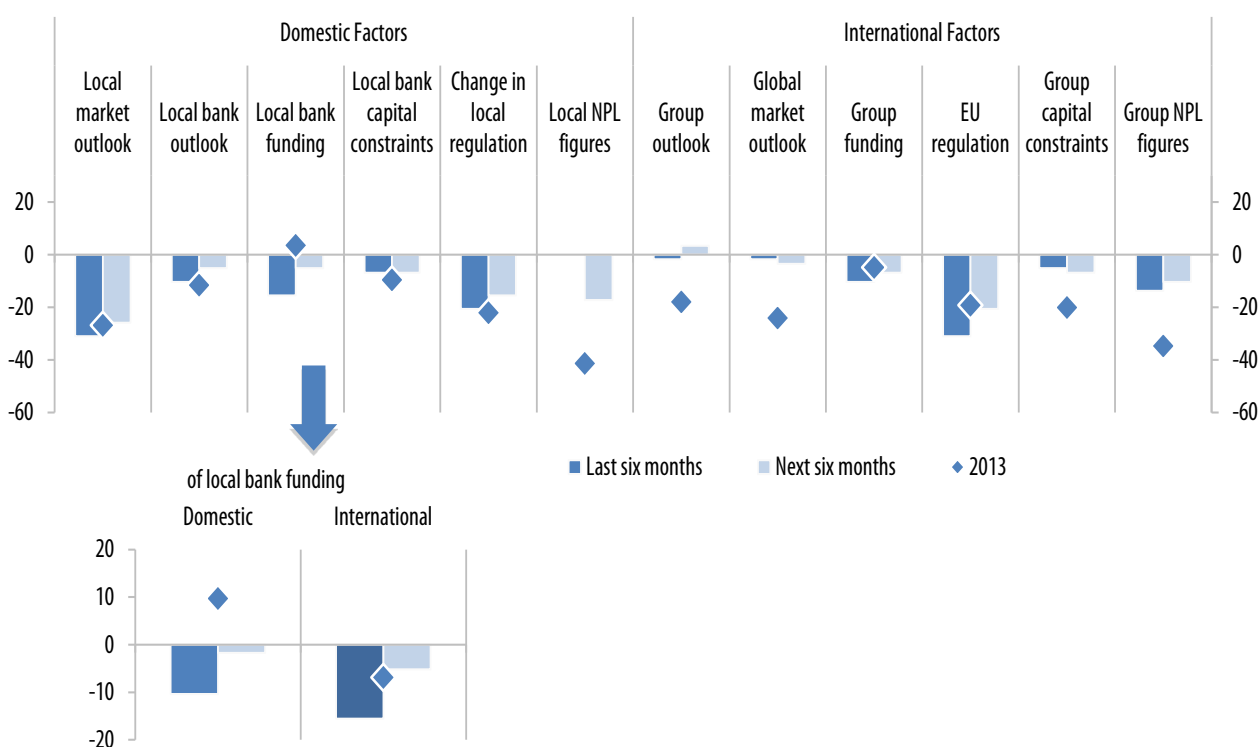 Domestic Factors
International Factors
Local
market
outlook
Local bank
outlook
Local bank
funding
Local bank
capital
constraints
Change in
local
regulation
Local NPL
figures
Group
outlook
Global
market
outlook
Group
funding
EU
regulation
Group
capital
constraints
Group NPL
figures
20
0
-20
-40
-60
20
0
-20
-40
-60
Last six months
Next six months
2013
of local bank funding
Domestic
International
20
10
0
-10
-20